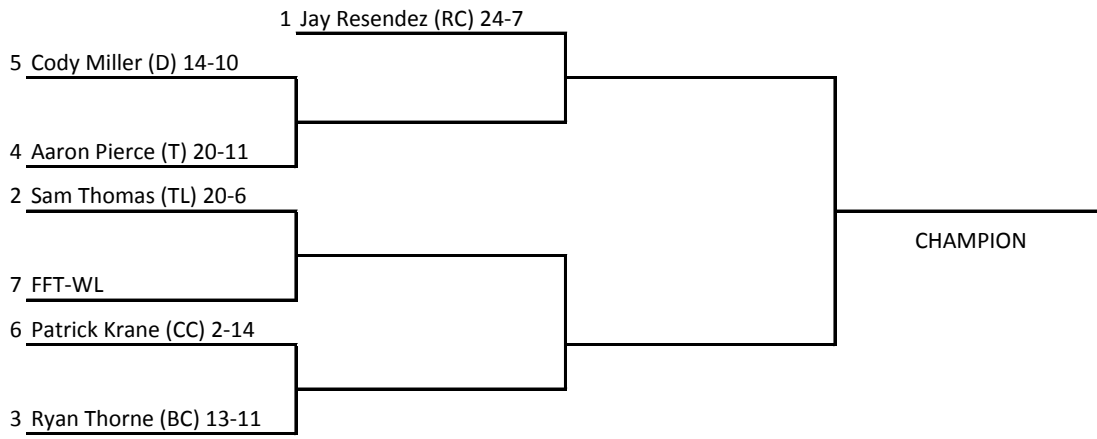 1 Jay Resendez (RC) 24-7
5 Cody Miller (D) 14-10
4 Aaron Pierce (T) 20-11
2 Sam Thomas (TL) 20-6
CHAMPION
7 FFT-WL
6 Patrick Krane (CC) 2-14
3 Ryan Thorne (BC) 13-11